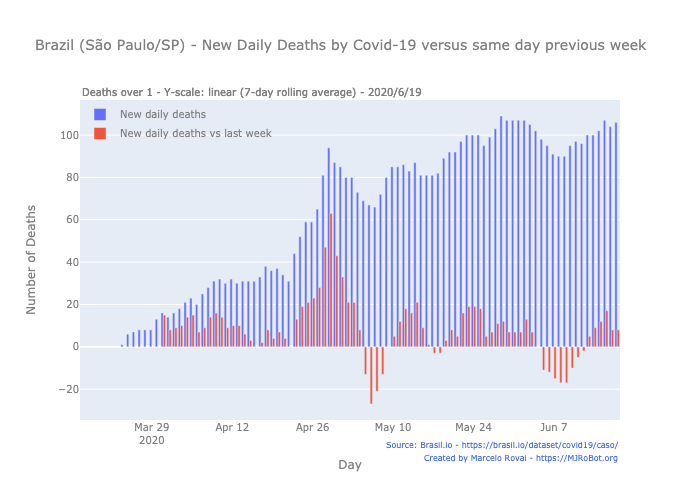 Brazil (São Paulo/SP) - New Daily Deaths by Covid-19 versus same day previous week
Deaths over 1 - Y-scale: linear (7-day rolling average) - 2020/6/19
New daily deaths
New daily deaths vs last week
Number of Deaths
100
80
60
40
20
0
−20
Mar 29
2020
Apr 12
Apr 26
May 10
May 24
Jun 7
Day
Source: Brasil.io - https://brasil.io/dataset/covid19/caso/
Created by Marcelo Rovai - https://MJRoBot.org